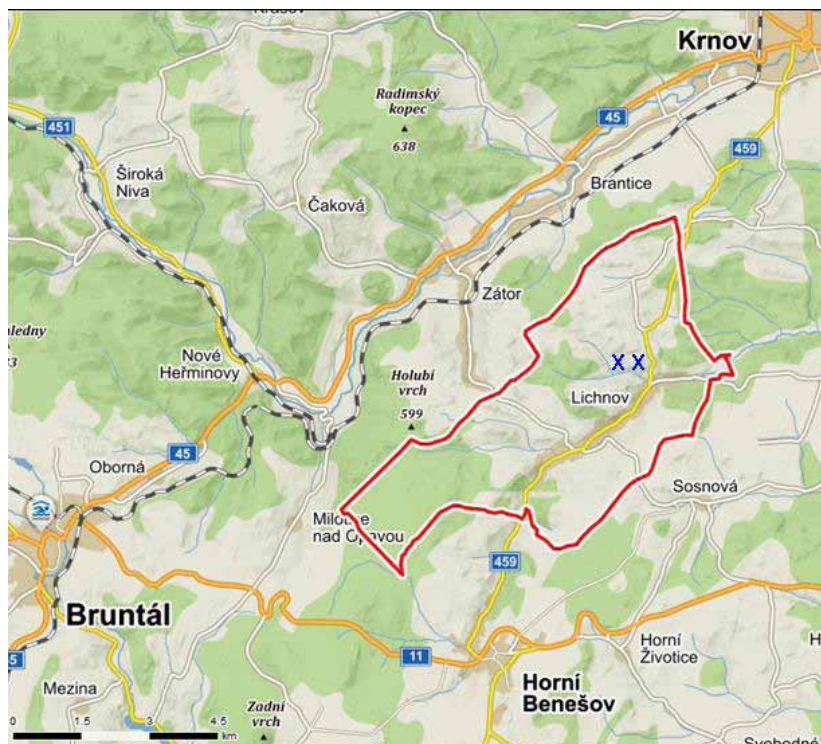 Krasov
Krnov
Radimský
kopec
638
45
451
459
Široká
Niva
Brantice
Čaková
Zátor
Nové
Heřminovy
Holubí
vrch
599
X X
Lichnov
45
Oborná
Sosnová
nad Opavou
459
Bruntál
11
Horní
Životice
Horní
Benešov
Mezina
Zadní
vrch
0 1.5 3 4.5
km